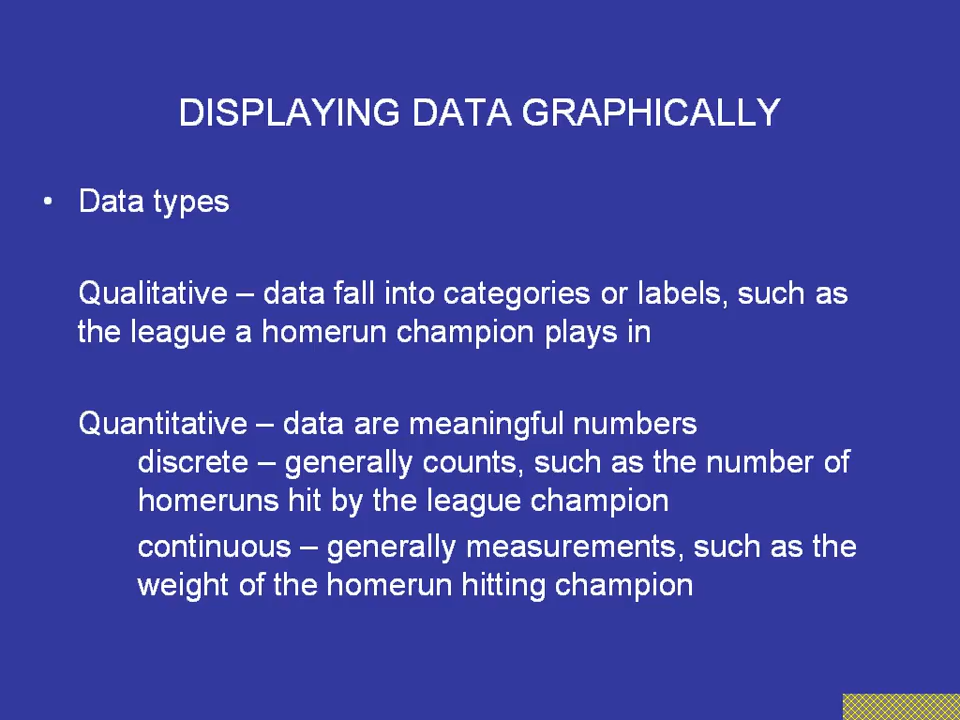 DISPLAYING DATA GRAPHICALLY
• Data types
Qualitative – data fall into categories or labels, such as
the league a homerun champion plays in
Quantitative – data are meaningful numbers
discrete – generally counts, such as the number of
homeruns hit by the league champion
continuous – generally measurements, such as the
weight of the homerun hitting champion